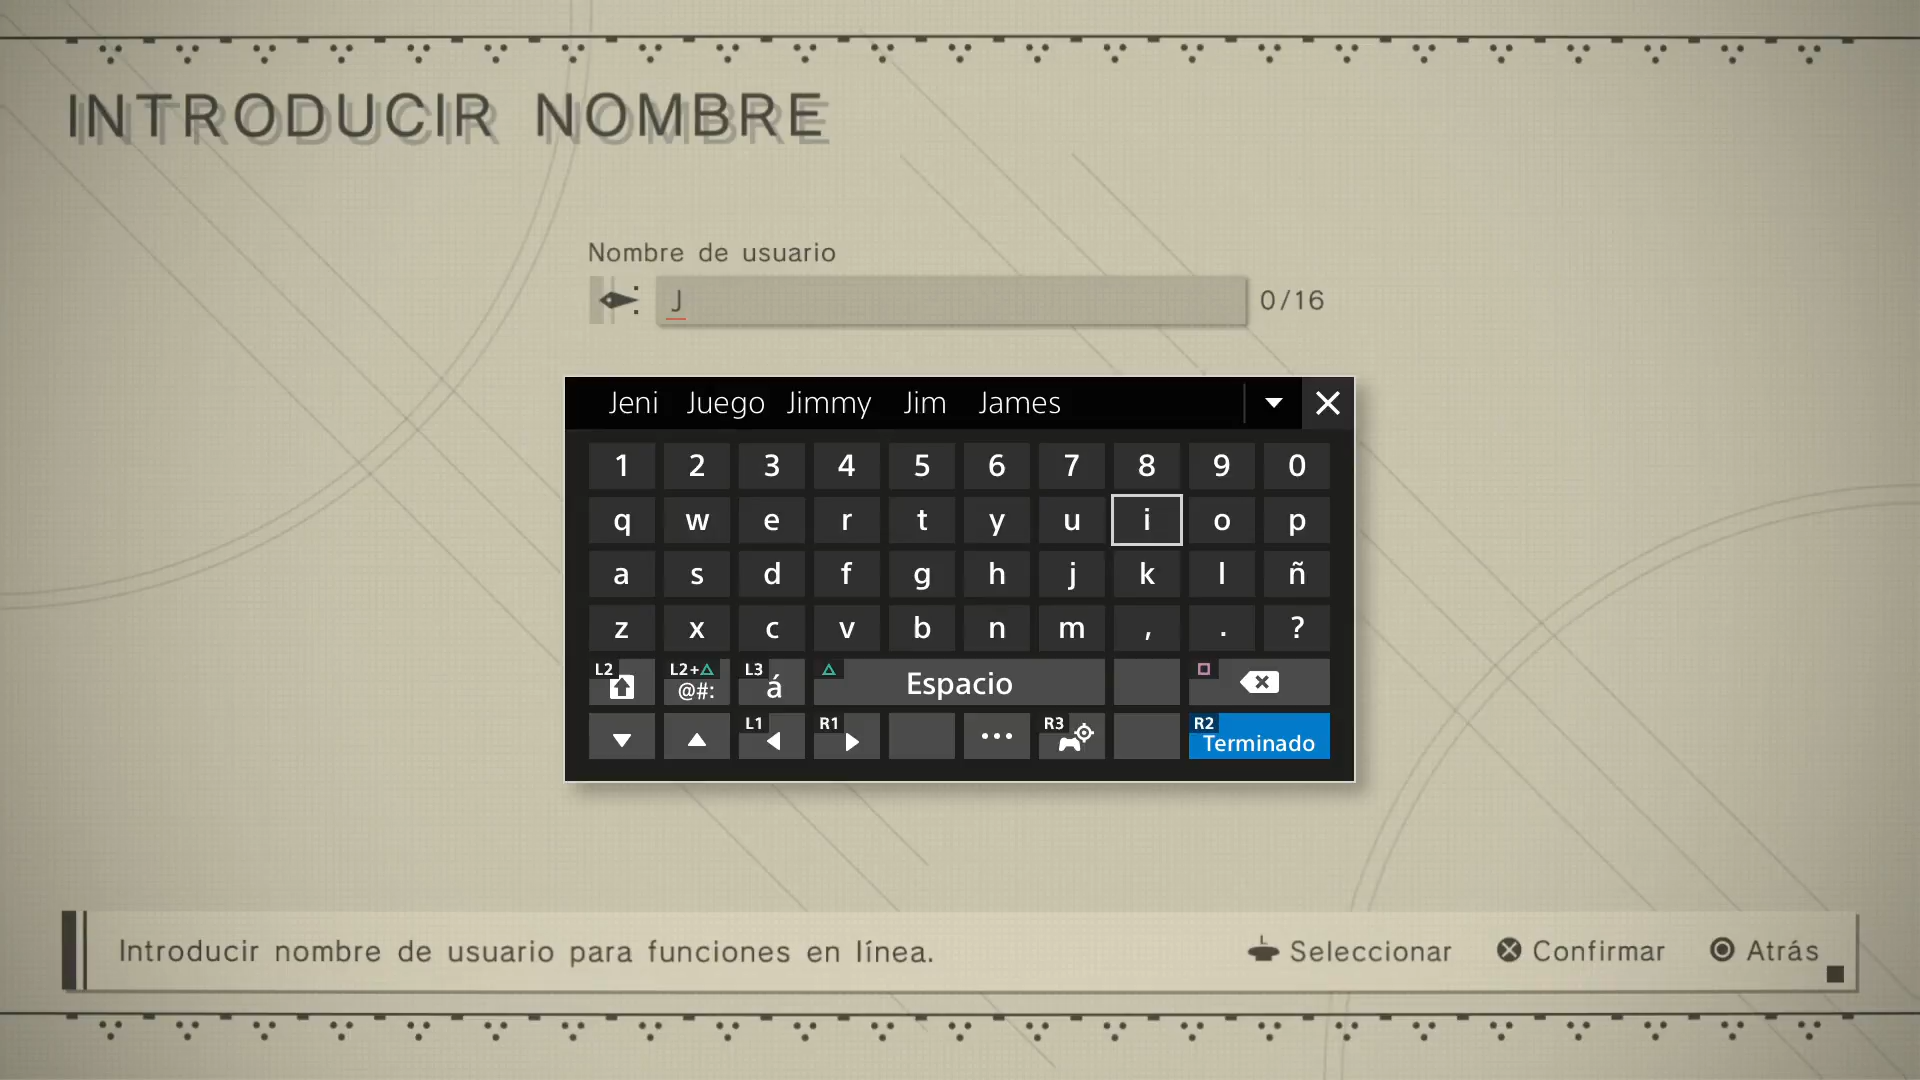 INTRODUCIR NOMBRE
Nombre de usuario
J
0/16
Jeni Juego Jimmy Jim James
1 2 3 4 5 6 7 8 9 0
q w e r t y u i o p
a s d f g h j k l ñ
z x c v b n m , . ?
L2 L2+△ @#: L3 á △ Espacio
L1 R1 ... R3 R2 Terminado
Introducir nombre de usuario para funciones en línea.
L Seleccionar Confirmar Atrás